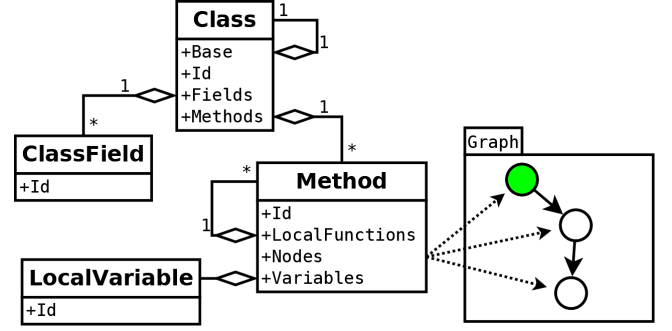 Class
+Base
+Id
+Fields
+Methods
1
1
1
*
1
*
ClassField
+Id
Method
+Id
+LocalFunctions
+Nodes
+Variables
*
1
LocalVariable
+Id
Graph